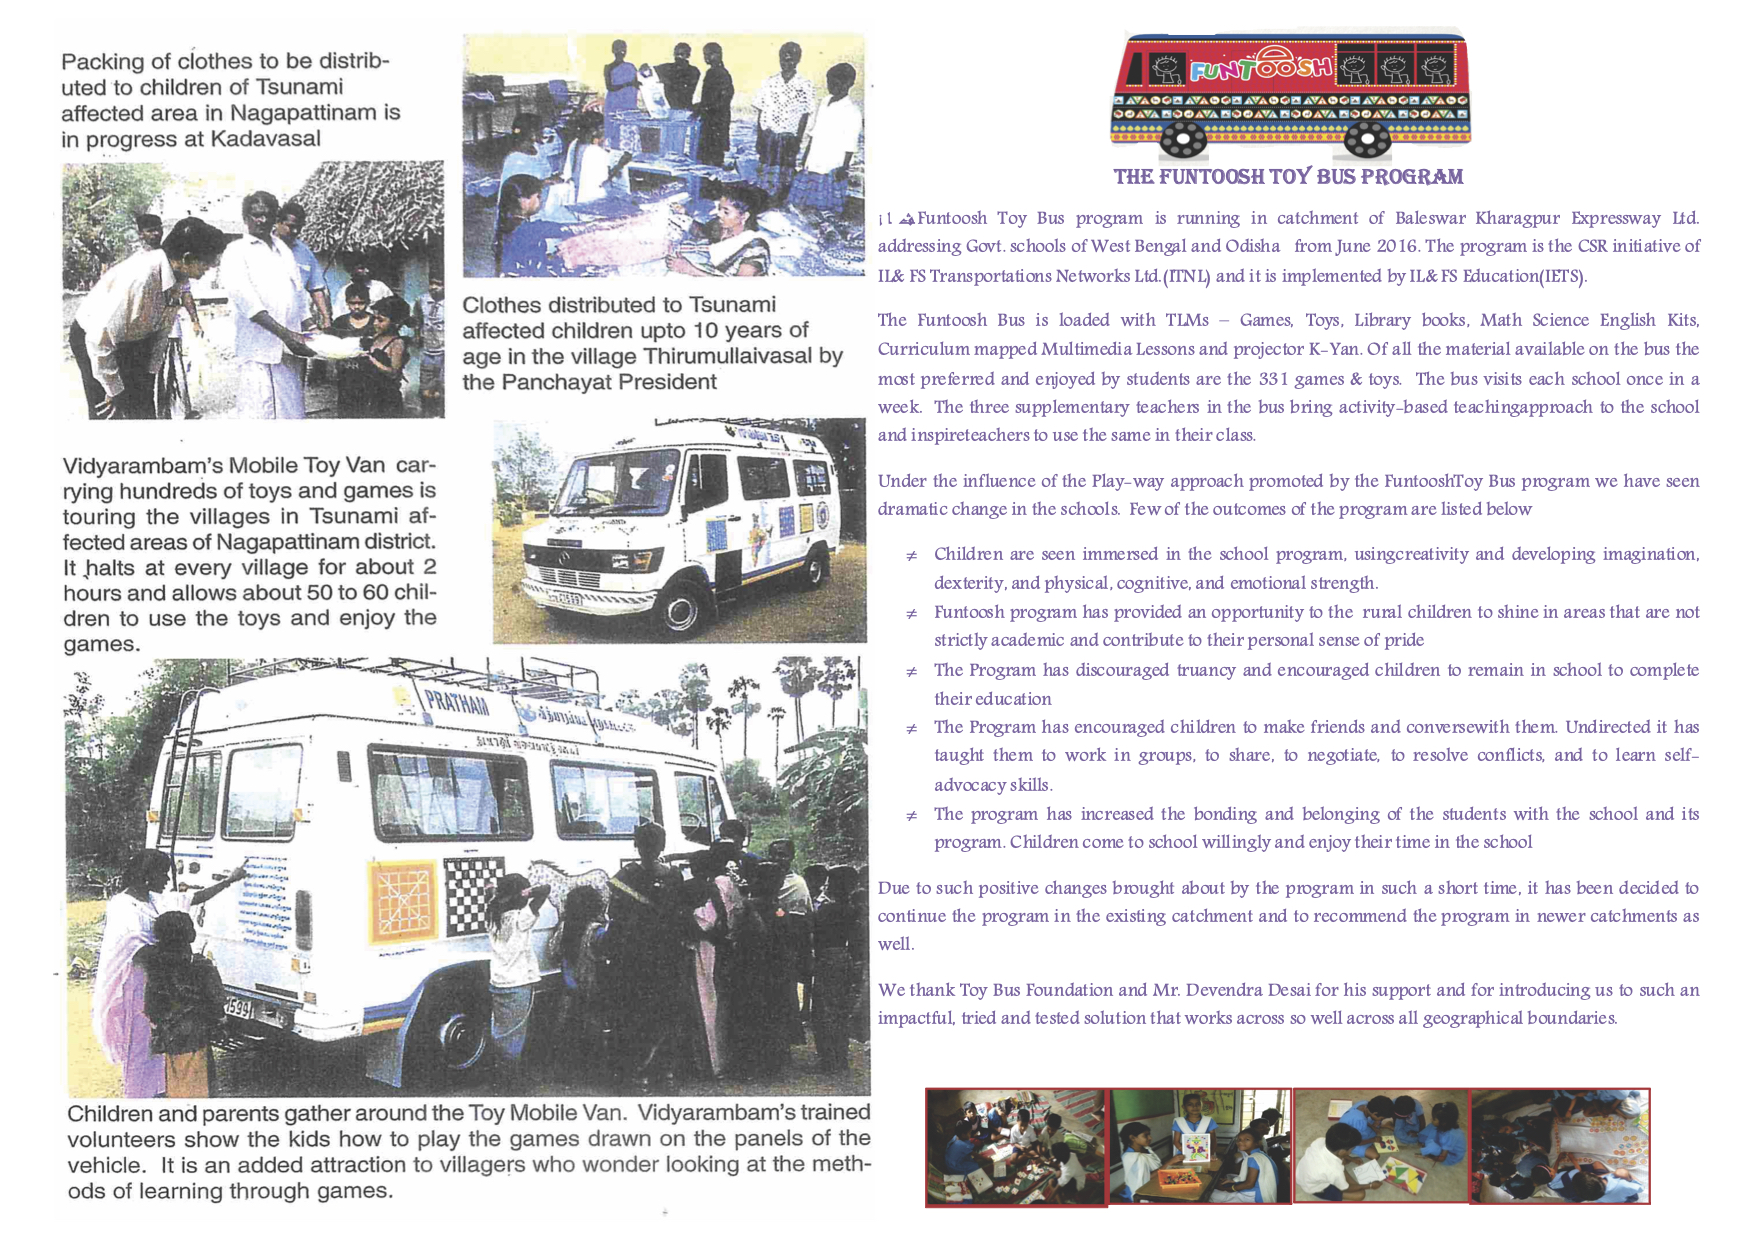 Packing of clothes to be distrib-
uted to children of Tsunami
affected area in Nagapattinam is
in progress at Kadavasal
Clothes distributed to Tsunami
affected children upto 10 years of
age in the village Thirumullaivasal by
the Panchayat President
Vidyarambam's Mobile Toy Van car-
rying hundreds of toys and games is
touring the villages in Tsunami af-
fected areas of Nagapattinam district.
It halts at every village for about 2
hours and allows about 50 to 60 chil-
dren to use the toys and enjoy the
games.
PRATHAM
1599
Children and parents gather around the Toy Mobile Van. Vidyarambam's trained
volunteers show the kids how to play the games drawn on the panels of the
vehicle. It is an added attraction to villagers who wonder looking at the meth-
ods of learning through games.
FUNTOOSH
THE FUNTOOSH TOY BUS PROGRAM
Funtoosh Toy Bus program is running in catchment of Baleswar Kharagpur Expressway Ltd.
addressing Govt. schools of West Bengal and Odisha from June 2016. The program is the CSR initiative of
IL& FS Transportations Networks Ltd.(ITNL) and it is implemented by IL& FS Education(IETS).
The Funtoosh Bus is loaded with TLMs – Games, Toys, Library books, Math Science English Kits,
Curriculum mapped Multimedia Lessons and projector K-Yan. Of all the material available on the bus the
most preferred and enjoyed by students are the 331 games & toys. The bus visits each school once in a
week. The three supplementary teachers in the bus bring activity-based teachingapproach to the school
and inspireteachers to use the same in their class.
Under the influence of the Play-way approach promoted by the FuntooshToy Bus program we have seen
dramatic change in the schools. Few of the outcomes of the program are listed below
≠ Children are seen immersed in the school program, usingcreativity and developing imagination,
dexterity, and physical, cognitive, and emotional strength.
≠ Funtoosh program has provided an opportunity to the rural children to shine in areas that are not
strictly academic and contribute to their personal sense of pride
≠ The Program has discouraged truancy and encouraged children to remain in school to complete
their education
≠ The Program has encouraged children to make friends and conversewith them. Undirected it has
taught them to work in groups, to share, to negotiate, to resolve conflicts, and to learn self-
advocacy skills.
≠ The program has increased the bonding and belonging of the students with the school and its
program. Children come to school willingly and enjoy their time in the school
Due to such positive changes brought about by the program in such a short time, it has been decided to
continue the program in the existing catchment and to recommend the program in newer catchments as
well.
We thank Toy Bus Foundation and Mr. Devendra Desai for his support and for introducing us to such an
impactful, tried and tested solution that works across so well across all geographical boundaries.